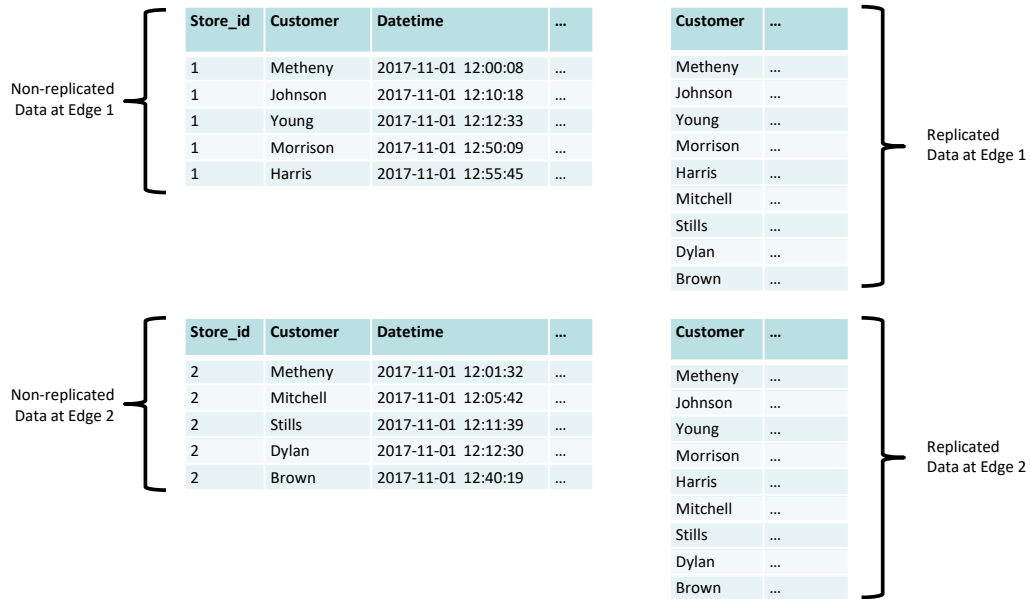 Non-replicated
Data at Edge 1
Store_id Customer Datetime ...
1 Metheny 2017-11-01 12:00:08 ...
1 Johnson 2017-11-01 12:10:18 ...
1 Young 2017-11-01 12:12:33 ...
1 Morrison 2017-11-01 12:50:09 ...
1 Harris 2017-11-01 12:55:45 ...
Customer ...
Metheny ...
Johnson ...
Young ...
Morrison ...
Harris ...
Mitchell ...
Stills ...
Dylan ...
Brown ...
Replicated
Data at Edge 1
Non-replicated
Data at Edge 2
Store_id Customer Datetime ...
2 Metheny 2017-11-01 12:01:32 ...
2 Mitchell 2017-11-01 12:05:42 ...
2 Stills 2017-11-01 12:11:39 ...
2 Dylan 2017-11-01 12:12:30 ...
2 Brown 2017-11-01 12:40:19 ...
Customer ...
Metheny ...
Johnson ...
Young ...
Morrison ...
Harris ...
Mitchell ...
Stills ...
Dylan ...
Brown ...
Replicated
Data at Edge 2